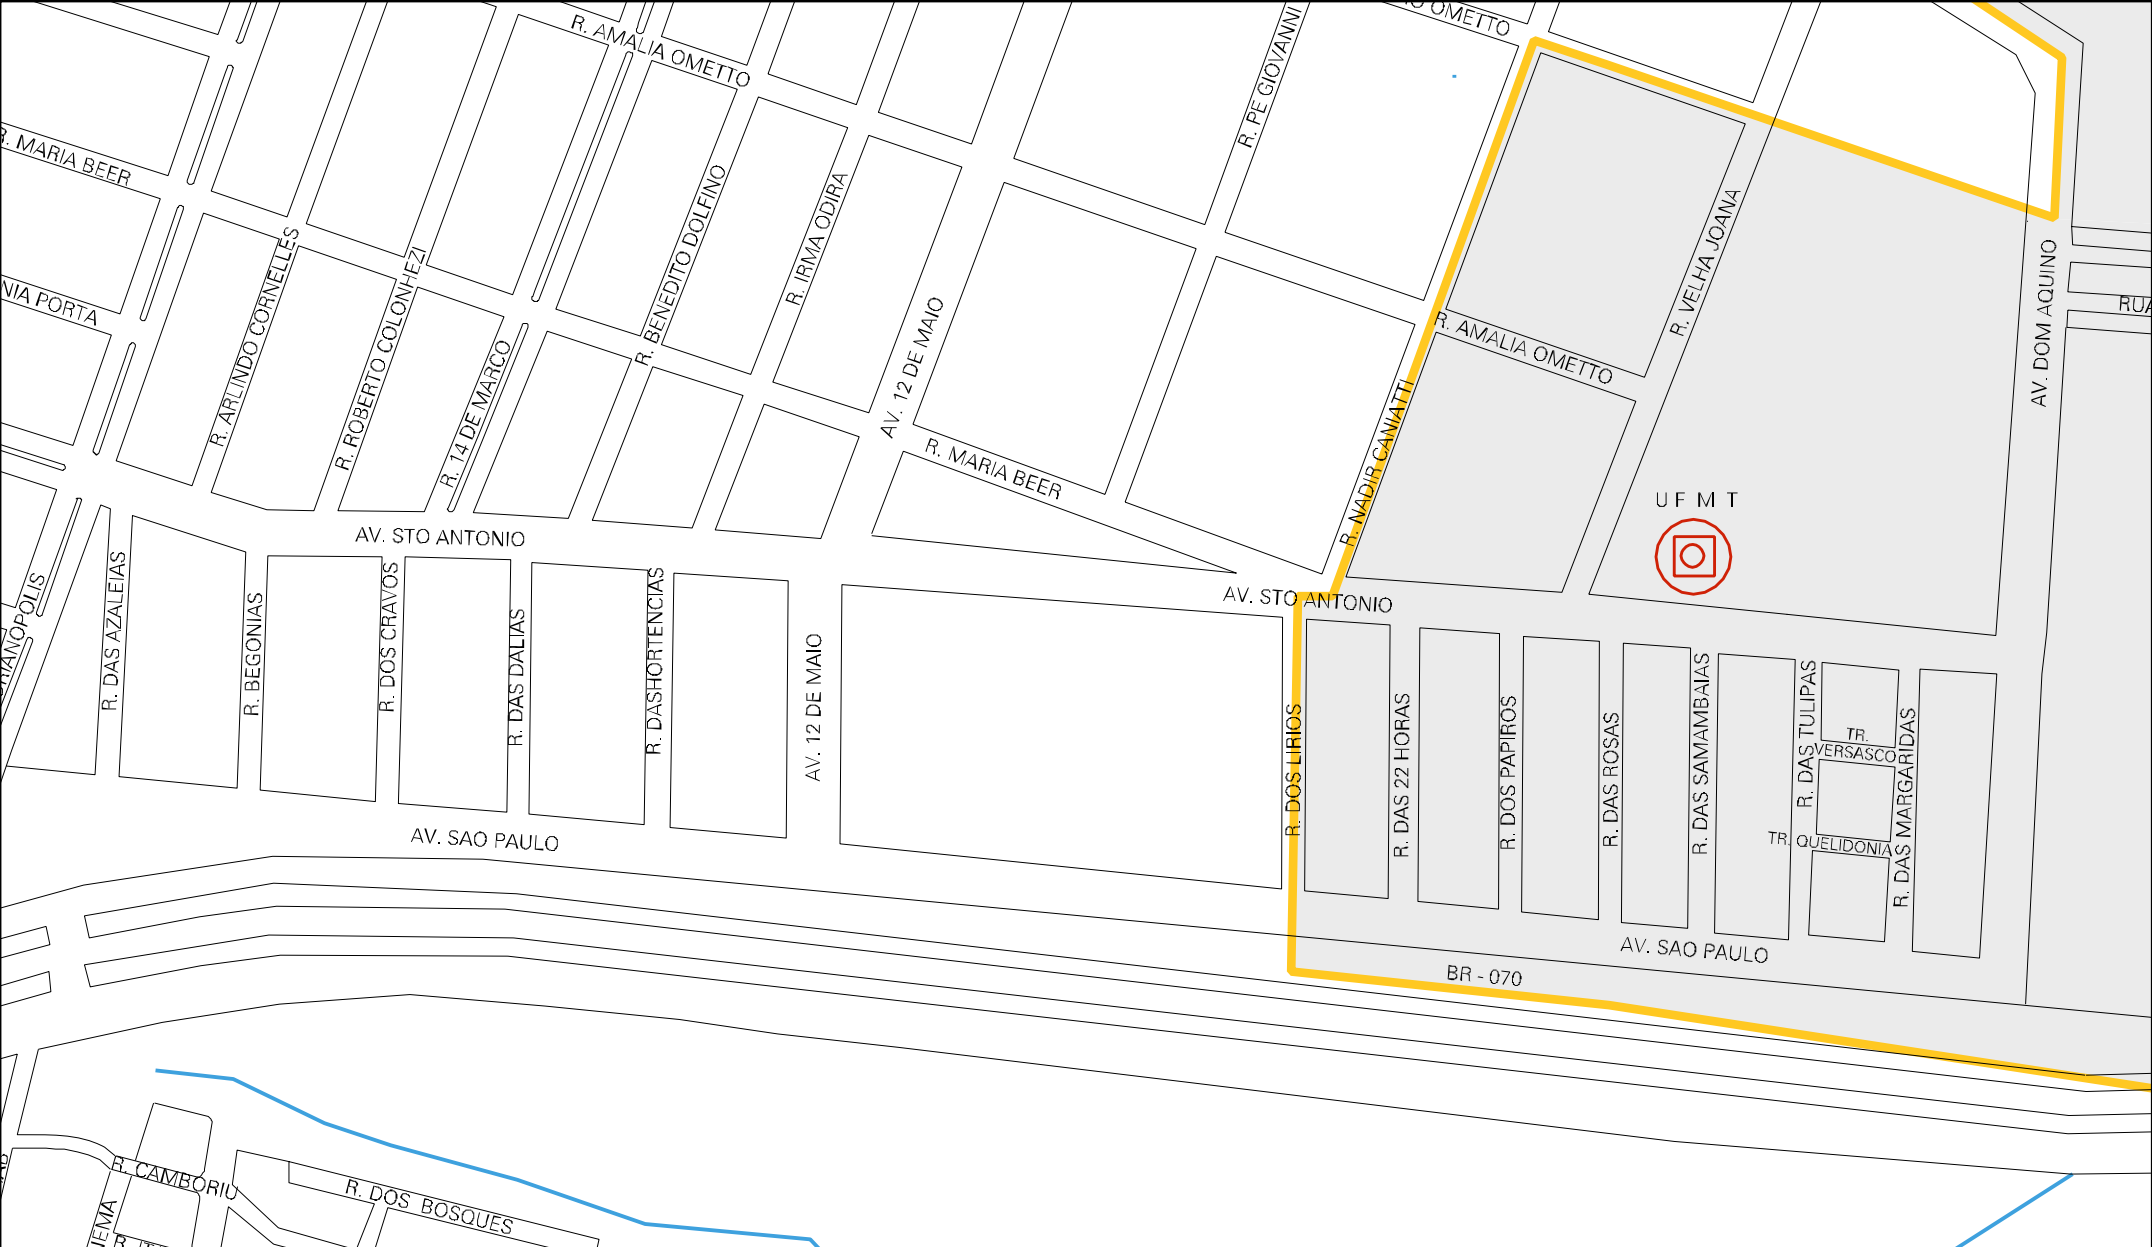 R. AMALIA OMETTO
OMETTO
R. PE GIOVANNI
R. MARIA BEER
R. BENEDITO DOLFINO
R. IRMA ODIRA
R. VELHA JOANA
R. ARLINDO CORNELLES
R. ROBERTO COLONHEZI
AV. DOM AQUINO
NIA PORTA
RUA
AV. 12 DE MAIO
R. AMALIA OMETTO
R. 14 DE MARCO
R. NADIR CANIATTI
R. MARIA BEER
U F M T
AV. STO ANTONIO
AV. STO ANTONIO
R. DAS AZALEIAS
R. BEGONIAS
R. DOS CRAVOS
R. DAS DALIAS
R. DASHORTENCIAS
AV. 12 DE MAIO
R. DOS LIRIOS
R. DAS 22 HORAS
R. DOS PAPIROS
R. DAS ROSAS
R. DAS SAMAMBAIAS
R. DAS TULIPAS
TR.
VERSASCO
R. DAS MARGARIDAS
TR. QUELIDONIA
AV. SAO PAULO
AV. SAO PAULO
BR - 070
R. CAMBORIU
R. DOS BOSQUES